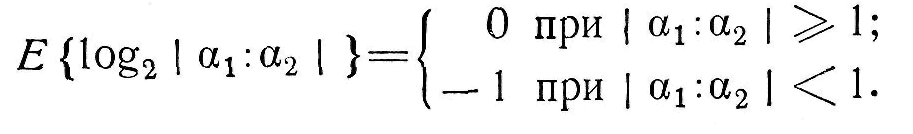 E {log₂ | α₁:α₂ | }= { 0 при | α₁:α₂ | ⩾ 1;
— 1 при | α₁:α₂ | < 1.